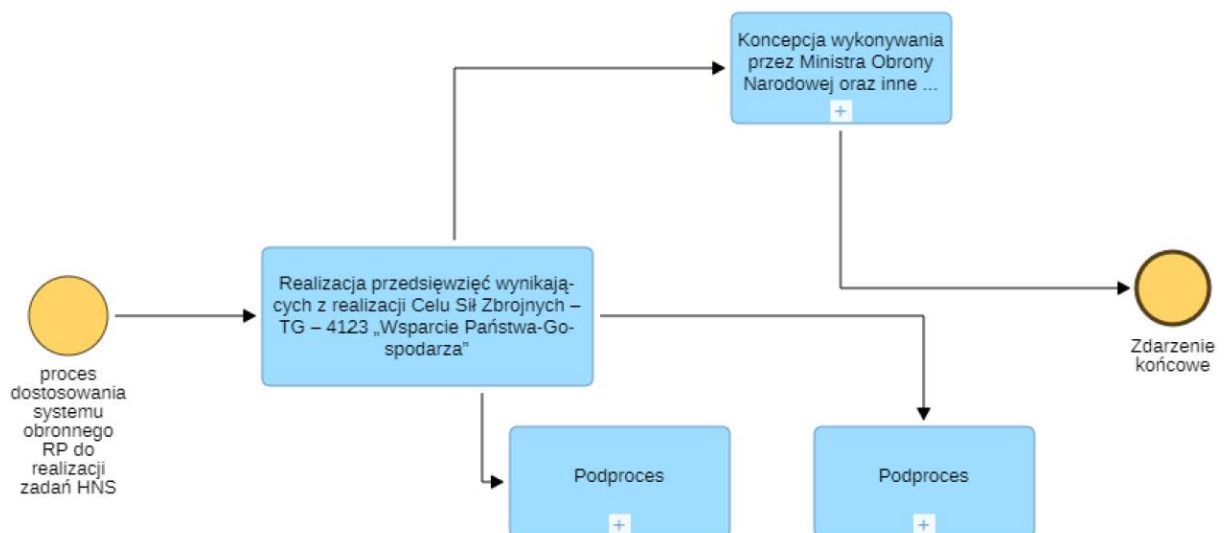 Koncepcja wykonywania
przez Ministra Obrony
Narodowej oraz inne ...
+
Realizacja przedsięwzięć wynikają-
cych z realizacji Celu Sił Zbrojnych –
TG – 4123 „Wsparcie Państwa-Go-
spodarza”
proces
dostosowania
systemu
obronnego
RP do
realizacji
zadań HNS
Zdarzenie
końcowe
Podproces
+
Podproces
+